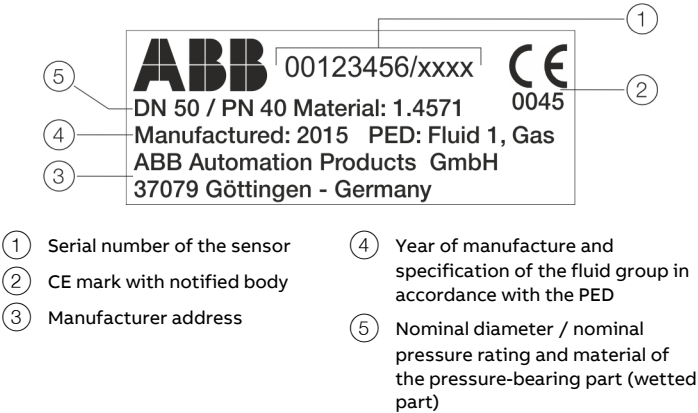 1
ABB 00123456/xxxx CE
5
2
DN 50 / PN 40 Material: 1.4571 0045
4 Manufactured: 2015 PED: Fluid 1, Gas
ABB Automation Products GmbH
3
37079 Göttingen - Germany
1 Serial number of the sensor
2 CE mark with notified body
3 Manufacturer address
4 Year of manufacture and
specification of the fluid group in
accordance with the PED
5 Nominal diameter / nominal
pressure rating and material of
the pressure-bearing part (wetted
part)